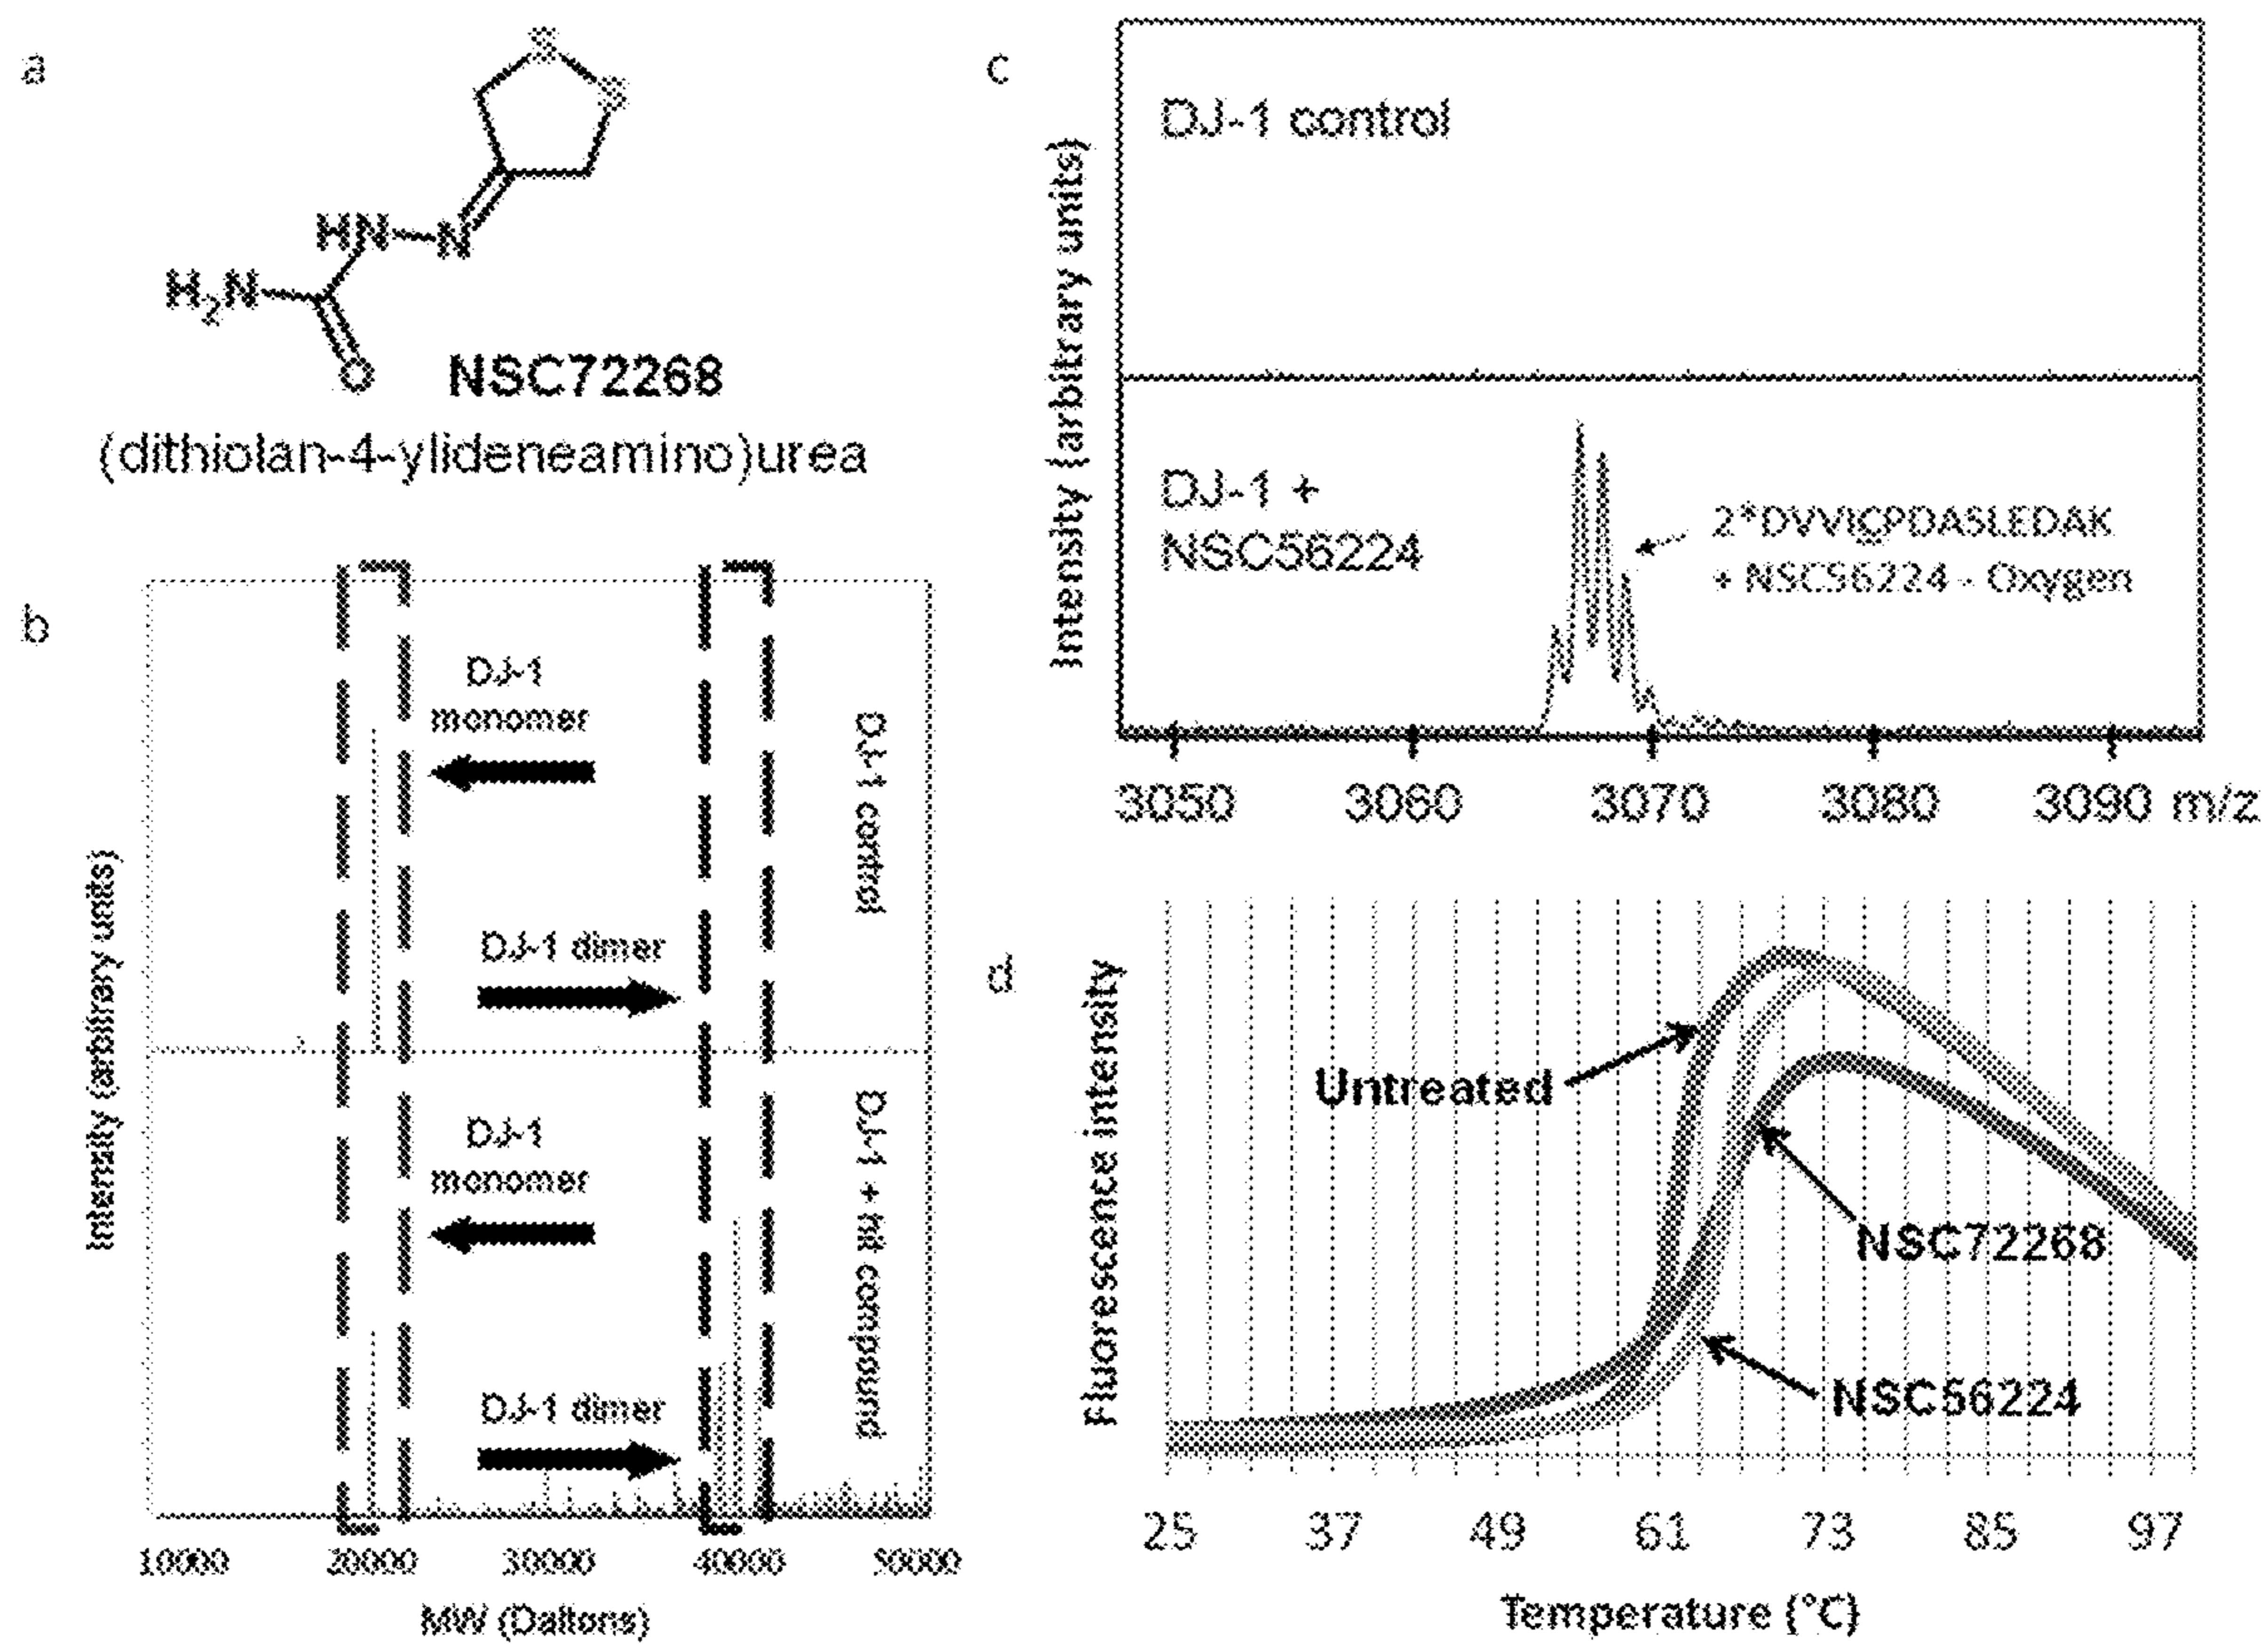 a
S
S
HN
N
H2N
O
NSC72268
(dithiolan-4-ylideneamino)urea
b
Intensity (arbitrary units)
DJ-1
monomer
DJ-1 dimer
DJ-1 control
DJ-1
monomer
DJ-1 dimer
DJ-1 + hit compound
10000 20000 30000 40000 50000
MW (Daltons)
c
Intensity (arbitrary units)
DJ-1 control
DJ-1 +
NSC56224
2*DVVICPDASLEDAK
+ NSC56224 - Oxygen
3050 3060 3070 3080 3090 m/z
d
Fluorescence intensity
Untreated
NSC72268
NSC56224
25 37 49 61 73 85 97
Temperature (°C)